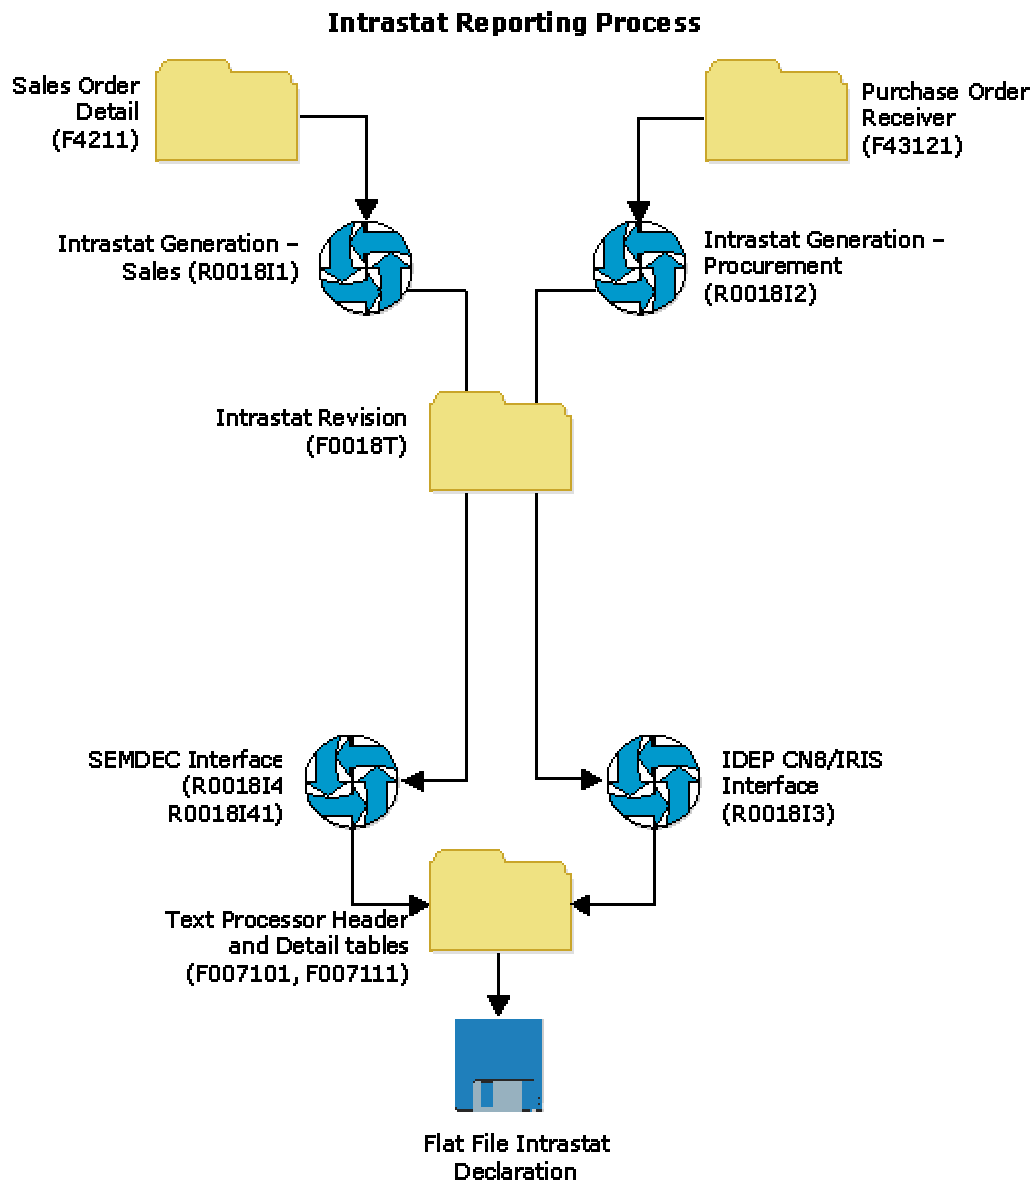 Intrastat Reporting Process
Sales Order
Detail
(F4211)
Purchase Order
Receiver
(F43121)
Intrastat Generation –
Sales (R0018I1)
Intrastat Generation –
Procurement
(R0018I2)
Intrastat Revision
(F0018T)
SEMDEC Interface
(R0018I4
R0018I41)
IDEP CN8/IRIS
Interface
(R0018I3)
Text Processor Header
and Detail tables
(F007101, F007111)
Flat File Intrastat
Declaration